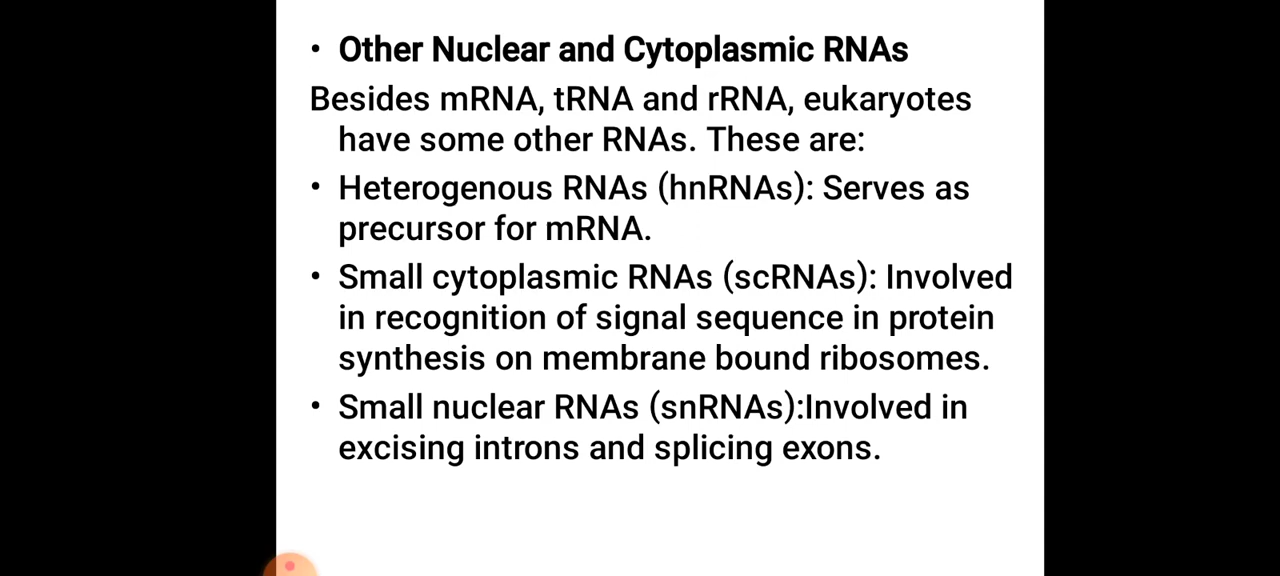 • Other Nuclear and Cytoplasmic RNAs
Besides mRNA, tRNA and rRNA, eukaryotes
have some other RNAs. These are:
• Heterogenous RNAs (hnRNAs): Serves as
precursor for mRNA.
• Small cytoplasmic RNAs (scRNAs): Involved
in recognition of signal sequence in protein
synthesis on membrane bound ribosomes.
• Small nuclear RNAs (snRNAs):Involved in
excising introns and splicing exons.